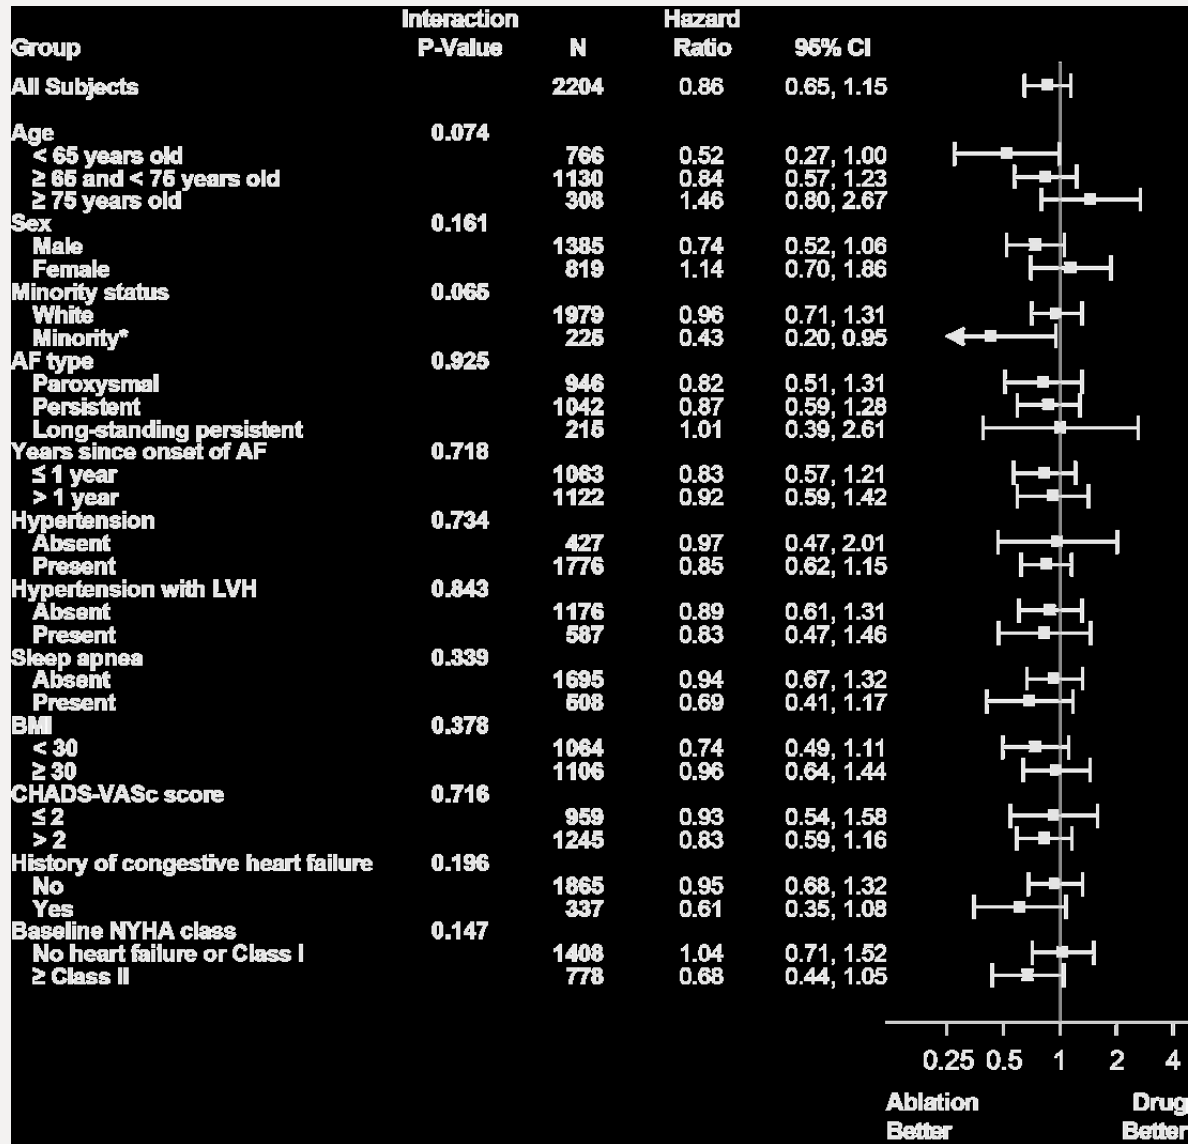 Interaction Hazard
Group P-Value N Ratio 95% CI
All Subjects 2204 0.86 0.65, 1.15
Age 0.074
< 65 years old 766 0.52 0.27, 1.00
≥ 65 and < 75 years old 1130 0.84 0.57, 1.23
≥ 75 years old 308 1.46 0.80, 2.67
Sex 0.161
Male 1385 0.74 0.52, 1.06
Female 819 1.14 0.70, 1.86
Minority status 0.065
White 1979 0.96 0.71, 1.31
Minority* 225 0.43 0.20, 0.95
AF type 0.925
Paroxysmal 946 0.82 0.51, 1.31
Persistent 1042 0.87 0.59, 1.28
Long-standing persistent 215 1.01 0.39, 2.61
Years since onset of AF 0.718
≤ 1 year 1063 0.83 0.57, 1.21
> 1 year 1122 0.92 0.59, 1.42
Hypertension 0.734
Absent 427 0.97 0.47, 2.01
Present 1776 0.85 0.62, 1.15
Hypertension with LVH 0.843
Absent 1176 0.89 0.61, 1.31
Present 587 0.83 0.47, 1.46
Sleep apnea 0.339
Absent 1695 0.94 0.67, 1.32
Present 508 0.69 0.41, 1.17
BMI 0.378
< 30 1064 0.74 0.49, 1.11
≥ 30 1106 0.96 0.64, 1.44
CHADS-VASc score 0.716
≤ 2 959 0.93 0.54, 1.58
> 2 1245 0.83 0.59, 1.16
History of congestive heart failure 0.196
No 1865 0.95 0.68, 1.32
Yes 337 0.61 0.35, 1.08
Baseline NYHA class 0.147
No heart failure or Class I 1408 1.04 0.71, 1.52
≥ Class II 778 0.68 0.44, 1.05
0.25 0.5 1 2 4
Ablation Drug
Better Better